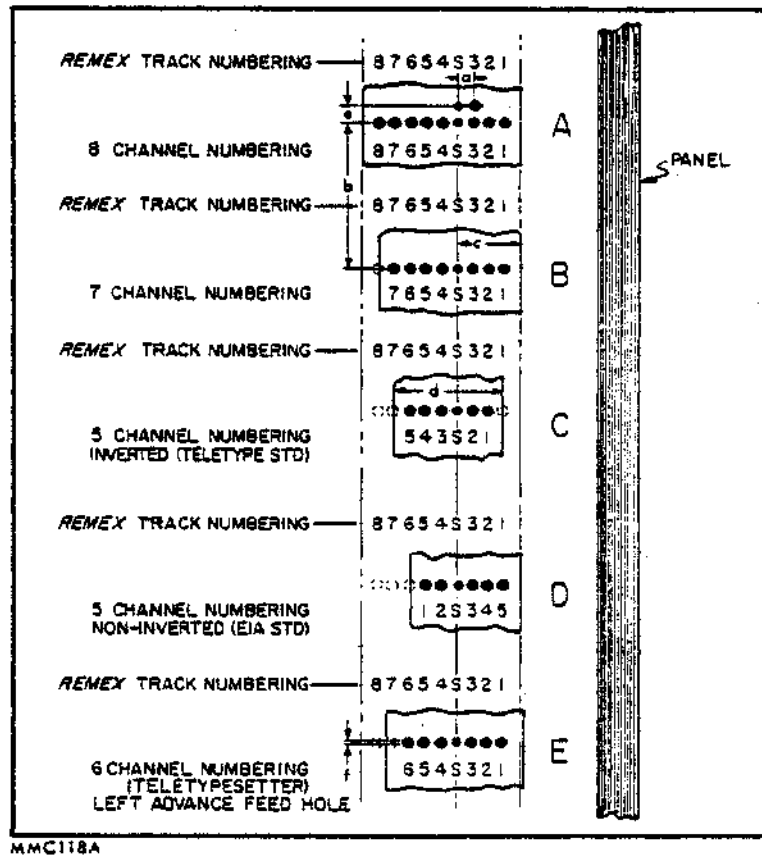 REMEX TRACK NUMBERING 87654S321
a
e
A
8 CHANNEL NUMBERING 87654S321
PANEL
b
REMEX TRACK NUMBERING 87654S321
c
B
7 CHANNEL NUMBERING 7654S321
REMEX TRACK NUMBERING 87654S321
d
C
5 CHANNEL NUMBERING 543S21
INVERTED (TELETYPE STD)
REMEX TRACK NUMBERING 87654S321
D
5 CHANNEL NUMBERING 12S345
NON-INVERTED (EIA STD)
REMEX TRACK NUMBERING 87654S321
E
f
6 CHANNEL NUMBERING 654S321
(TELETYPESETTER)
LEFT ADVANCE FEED HOLE
MMC118A